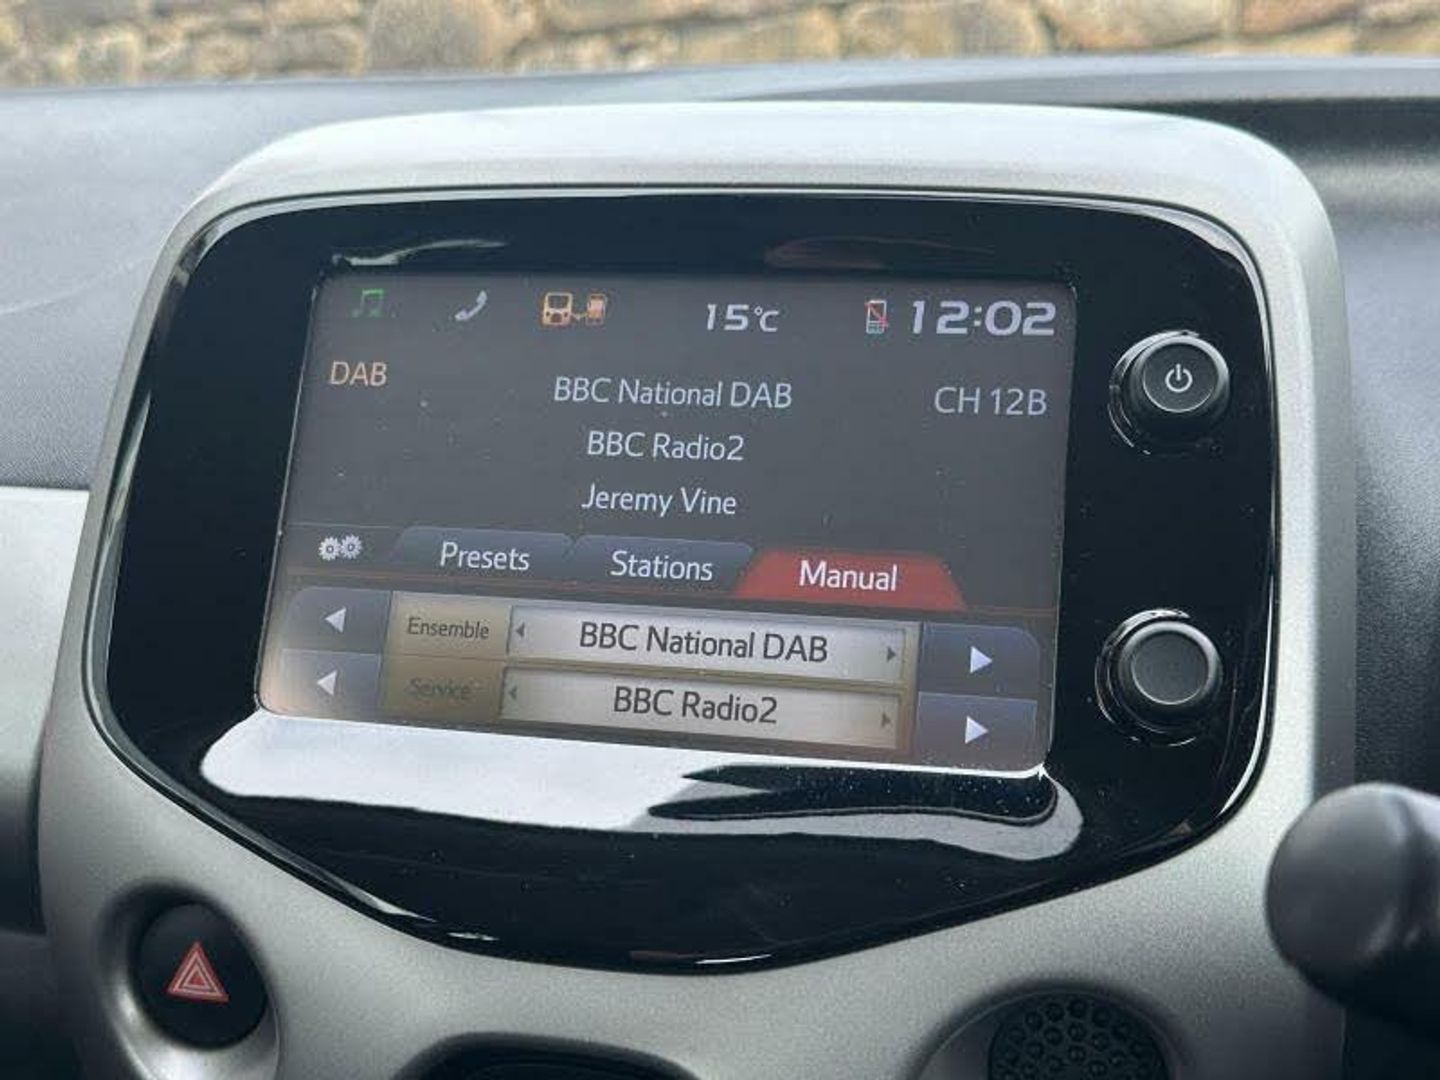 15°C 12:02
DAB BBC National DAB CH 12B
BBC Radio2
Jeremy Vine
Presets Stations Manual
Ensemble BBC National DAB
Service BBC Radio2